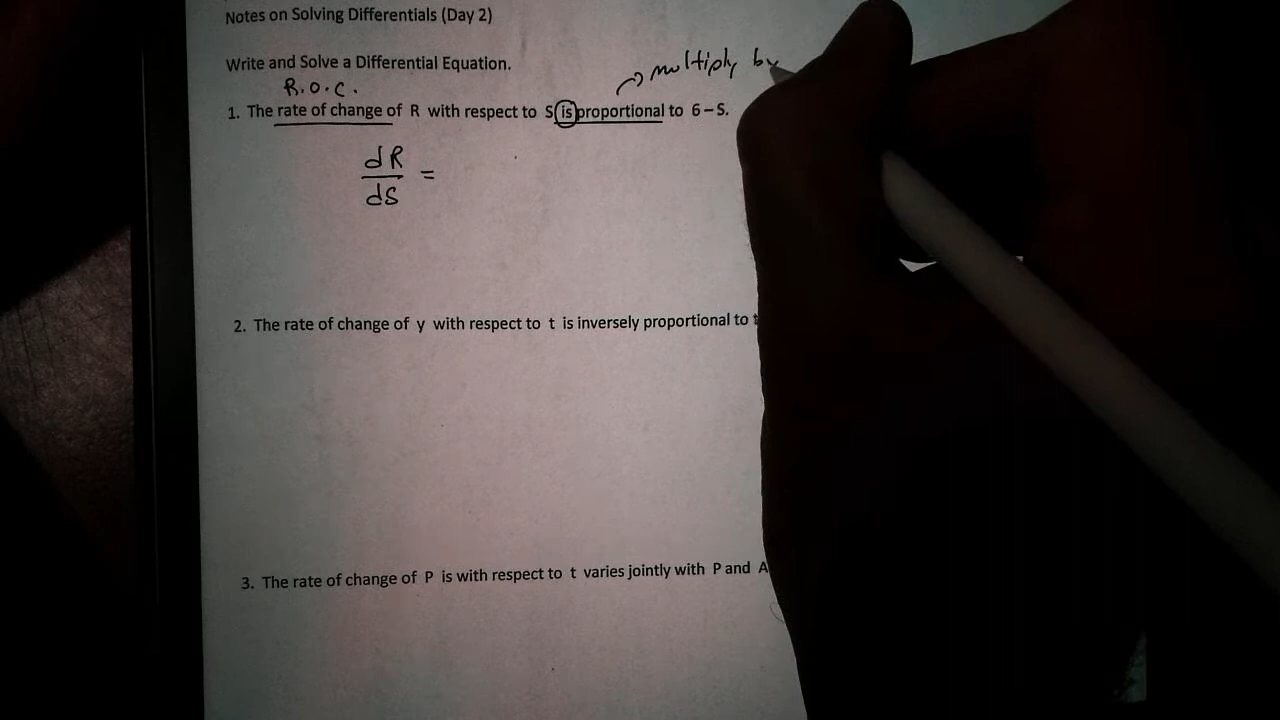 Notes on Solving Differentials (Day 2)
Write and Solve a Differential Equation.
multiply by
R.O.C.
1. The rate of change of R with respect to S is proportional to 6 – S.
dR
dS
=
2. The rate of change of y with respect to t is inversely proportional to
3. The rate of change of P is with respect to t varies jointly with P and A